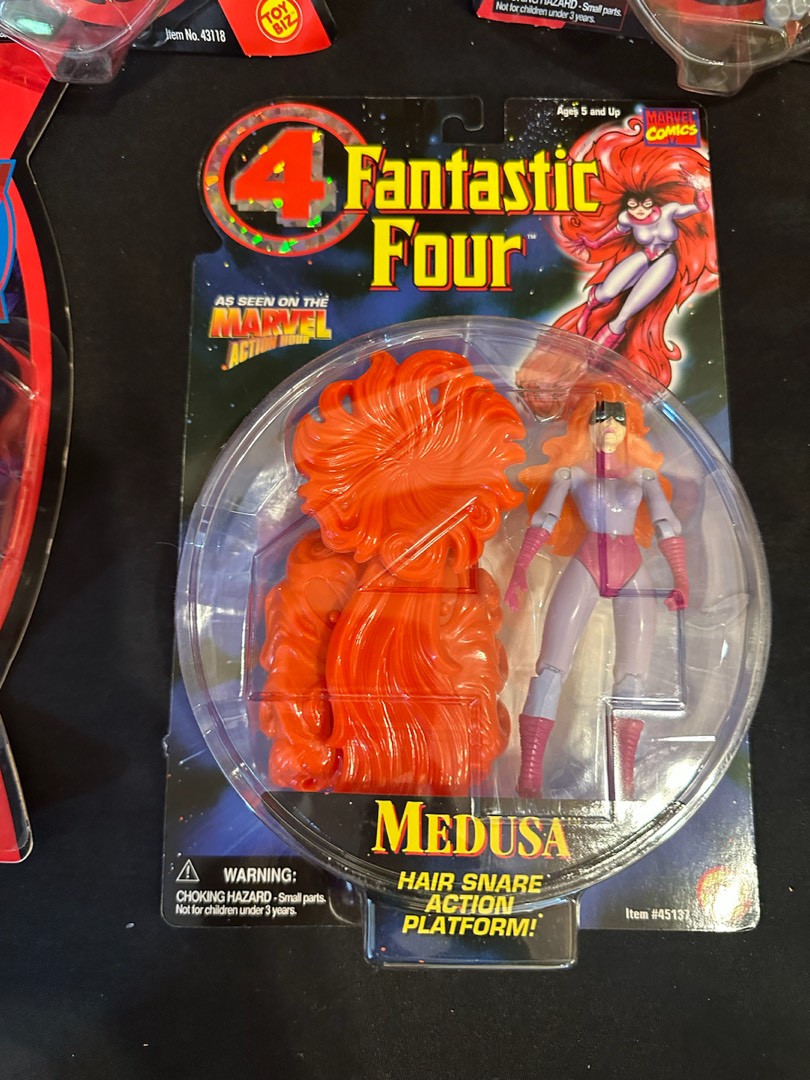 Item No. 43118
TOY
BIZ
CHOKING HAZARD - Small parts.
Not for children under 3 years.
Ages 5 and Up
MARVEL
COMICS
4
Fantastic
Four™
AS SEEN ON THE
MARVEL
ACTION HOUR
MEDUSA
HAIR SNARE
ACTION
PLATFORM!
WARNING:
CHOKING HAZARD - Small parts.
Not for children under 3 years.
Item #45137